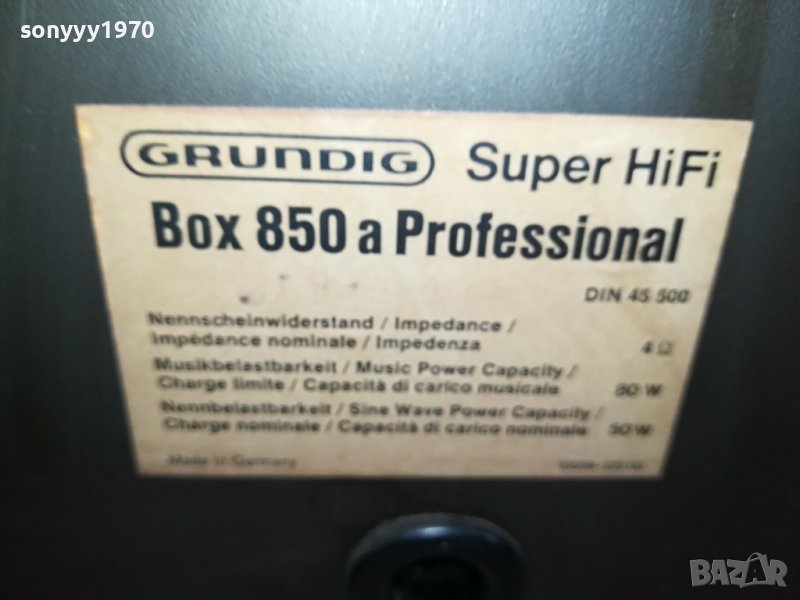 sonyyy1970
GRUNDIG Super HiFi
Box 850 a Professional
DIN 45 500
Nennscheinwiderstand / Impedance /
Impédance nominale / Impedenza 4 Ω
Musikbelastbarkeit / Music Power Capacity /
Charge limite / Capacità di carico musicale 80 W
Nennbelastbarkeit / Sine Wave Power Capacity /
Charge nominale / Capacità di carico nominale 50 W
Made in Germany
BAZAR